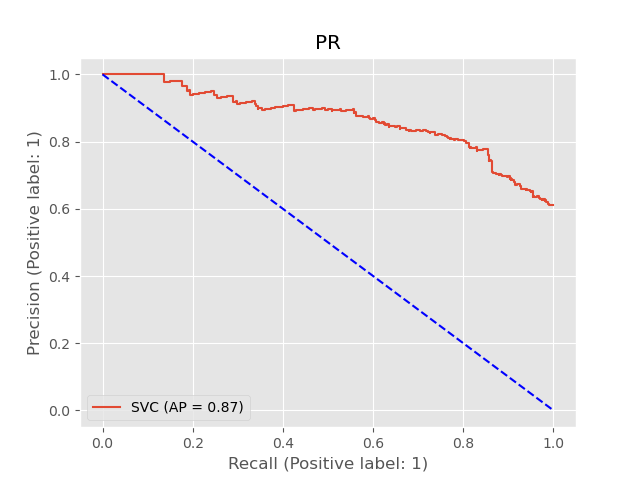 PR
1.0
0.8
0.6
0.4
0.2
0.0
Precision (Positive label: 1)
SVC (AP = 0.87)
0.0 0.2 0.4 0.6 0.8 1.0
Recall (Positive label: 1)